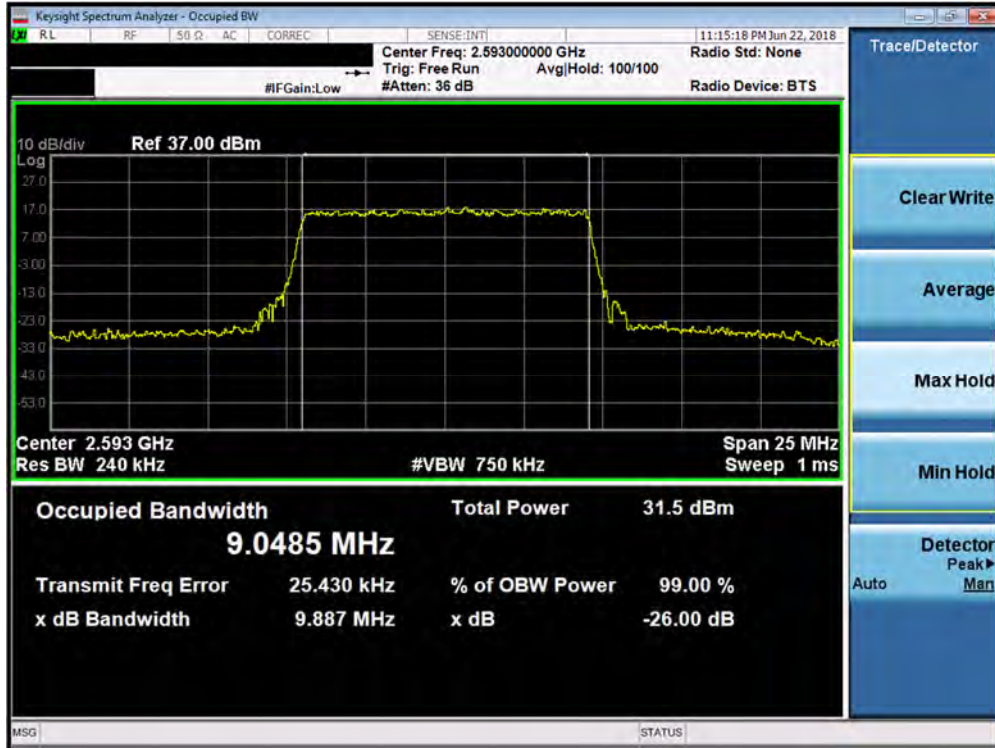 Keysight Spectrum Analyzer - Occupied BW
LXI RL RF 50 Ω AC CORREC SENSE:INT 11:15:18 PM Jun 22, 2018
Center Freq: 2.593000000 GHz Radio Std: None
Trig: Free Run Avg|Hold: 100/100
#IFGain:Low #Atten: 36 dB Radio Device: BTS
10 dB/div Ref 37.00 dBm
Log
27.0
17.0
7.00
-3.00
-13.0
-23.0
-33.0
-43.0
-53.0
Center 2.593 GHz Span 25 MHz
Res BW 240 kHz #VBW 750 kHz Sweep 1 ms
Occupied Bandwidth Total Power 31.5 dBm
9.0485 MHz
Transmit Freq Error 25.430 kHz % of OBW Power 99.00 %
x dB Bandwidth 9.887 MHz x dB -26.00 dB
MSG STATUS
Trace/Detector
Clear Write
Average
Max Hold
Min Hold
Detector
Peak▶
Auto Man